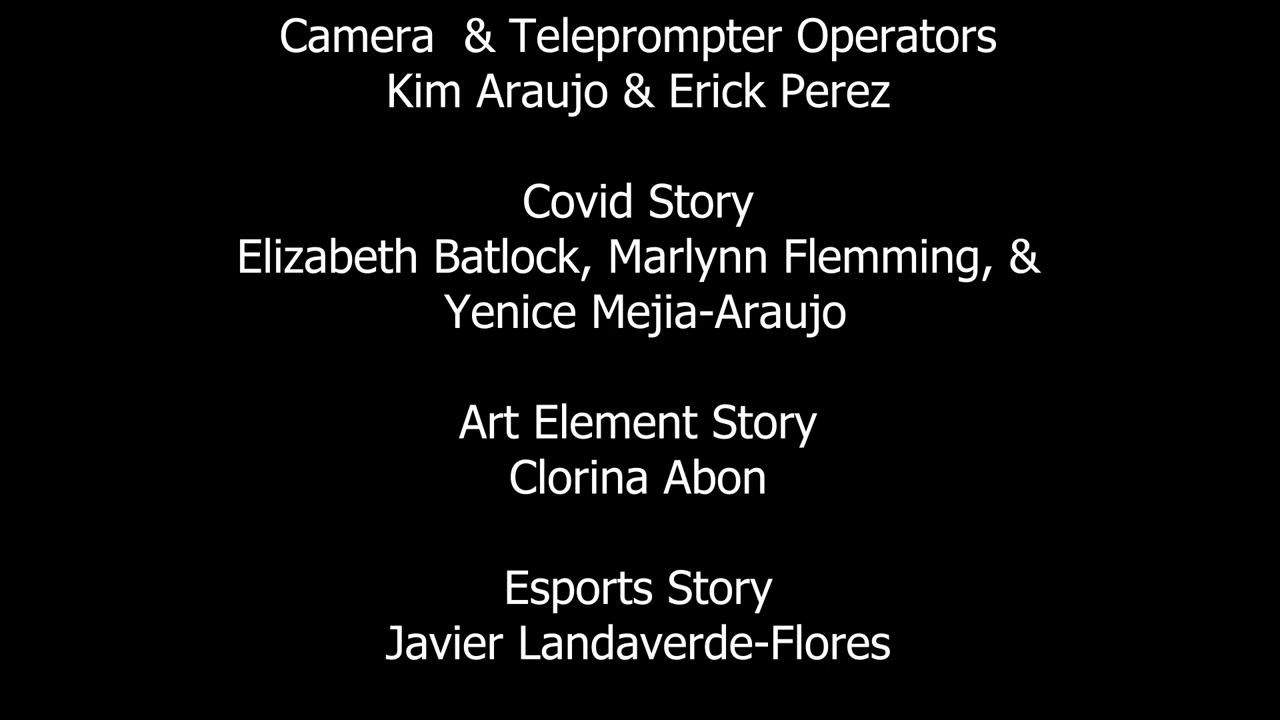 Camera  & Teleprompter Operators
Kim Araujo & Erick Perez
Covid Story
Elizabeth Batlock, Marlynn Flemming, &
Yenice Mejia-Araujo
Art Element Story
Clorina Abon
Esports Story
Javier Landaverde-Flores